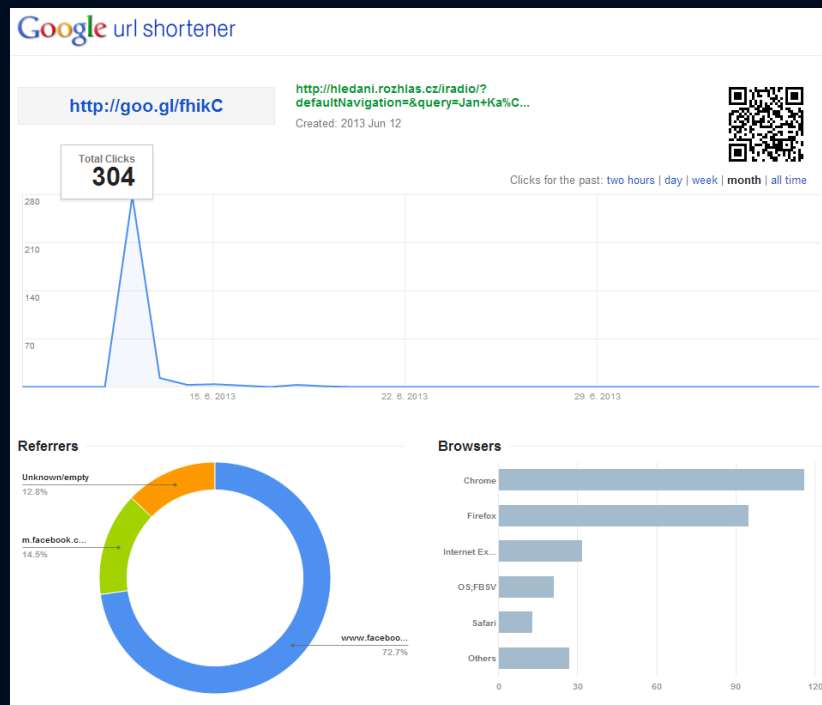 Google url shortener
http://goo.gl/fhikC
http://hledani.rozhlas.cz/iradio/?
defaultNavigation=&query=Jan+Ka%C...
Created: 2013 Jun 12
Total Clicks
304
Clicks for the past: two hours | day | week | month | all time
280
210
140
70
15. 6. 2013
22. 6. 2013
29. 6. 2013
Referrers
Unknown/empty
12.8%
m.facebook.c...
14.5%
www.faceboo...
72.7%
Browsers
Chrome
Firefox
Internet Ex...
OS;FBSV
Safari
Others
0
30
60
90
120